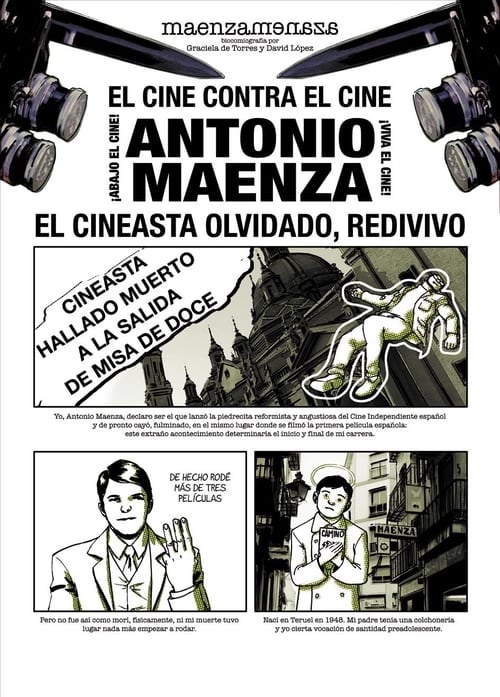 maenzamaenza
biocomiografía por
Graciela de Torres y David López
EL CINE CONTRA EL CINE
¡ABAJO EL CINE!
ANTONIO
MAENZA
¡VIVA EL CINE!
EL CINEASTA OLVIDADO, REDIVIVO
CINEASTA
HALLADO MUERTO
A LA SALIDA
DE MISA DE DOCE
Yo, Antonio Maenza, declaro ser el que lanzó la piedrecita reformista y angustiosa del Cine Independiente español
y de pronto cayó, fulminado, en el mismo lugar donde se filmó la primera película española:
este extraño acontecimiento determinaría el inicio y final de mi carrera.
DE HECHO RODÉ
MÁS DE TRES
PELÍCULAS
Pero no fue así como morí, físicamente, ni mi muerte tuvo
lugar nada más empezar a rodar.
CAMINO
MAENZA
Nací en Teruel en 1948. Mi padre tenía una colchonería
y yo cierta vocación de santidad preadolescente.